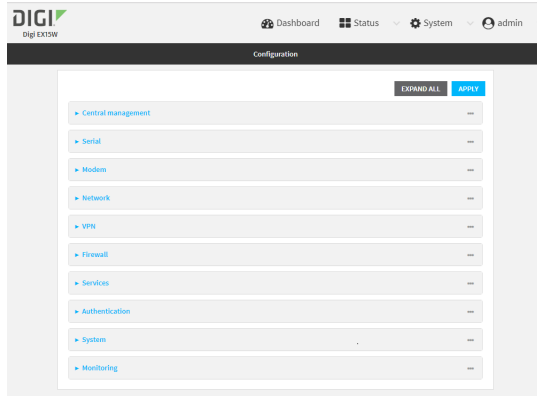 DIGI
Digi EX15W
Dashboard Status System admin
Configuration
EXPAND ALL APPLY
Central management
Serial
Modem
Network
VPN
Firewall
Services
Authentication
System
Monitoring